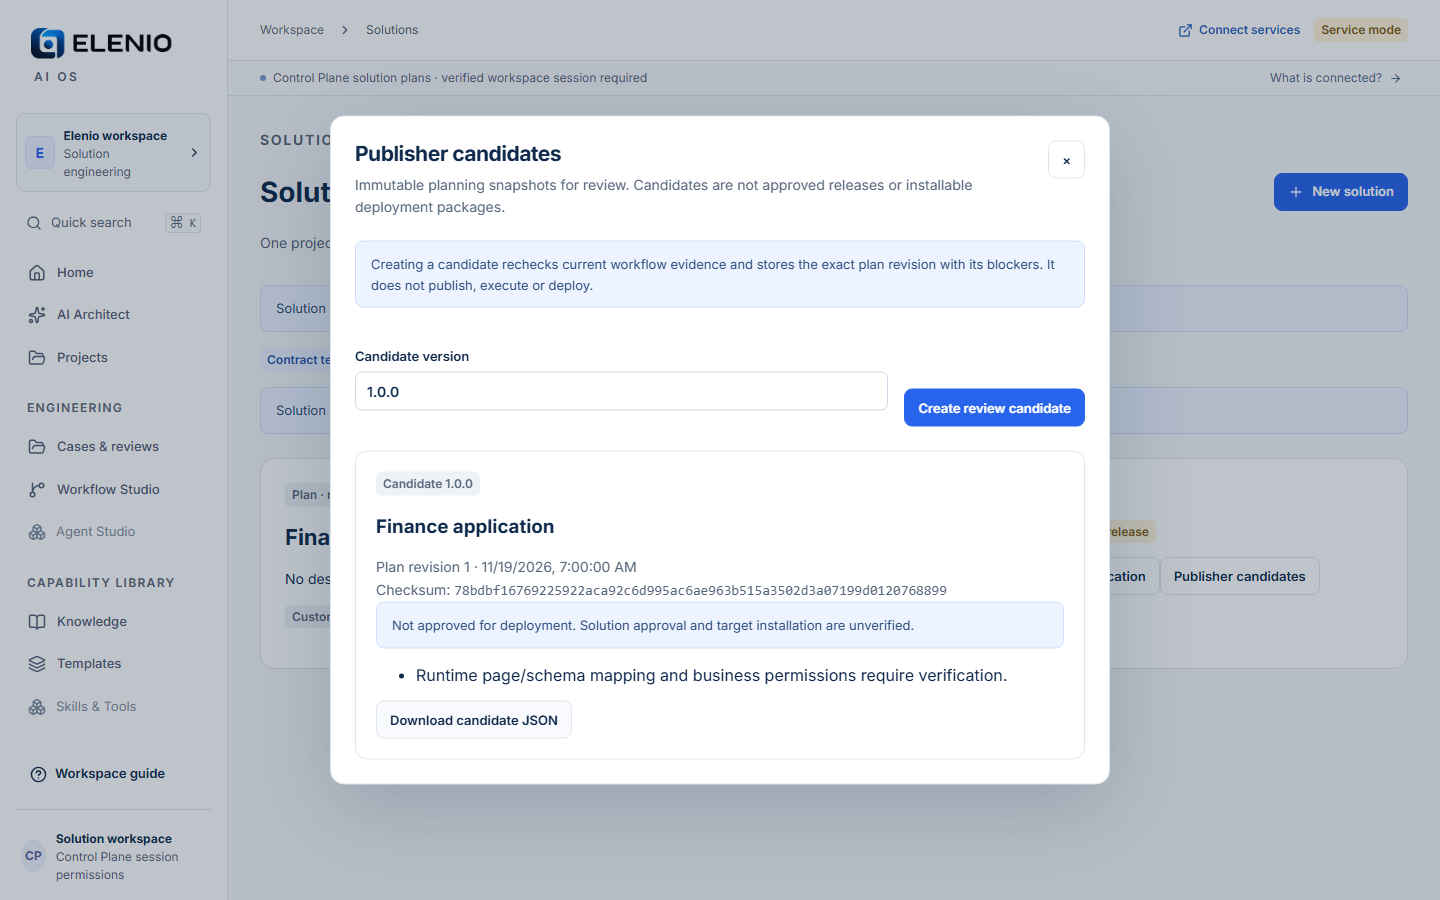 ELENIO
AI OS
Elenio workspace
E
Solution
engineering
Quick search
⌘ K
Home
AI Architect
Projects
ENGINEERING
Cases & reviews
Workflow Studio
Agent Studio
CAPABILITY LIBRARY
Knowledge
Templates
Skills & Tools
Workspace guide
CP
Solution workspace
Control Plane session
permissions
Workspace > Solutions
Connect services
Service mode
Control Plane solution plans · verified workspace session required
What is connected? →
SOLUTIO
Solut
+ New solution
One projec
Solution
Contract te
Solution
Plan · r
Fina
No des
Custor
elease
cation
Publisher candidates
Publisher candidates
×
Immutable planning snapshots for review. Candidates are not approved releases or installable
deployment packages.
Creating a candidate rechecks current workflow evidence and stores the exact plan revision with its blockers. It
does not publish, execute or deploy.
Candidate version
1.0.0
Create review candidate
Candidate 1.0.0
Finance application
Plan revision 1 · 11/19/2026, 7:00:00 AM
Checksum: 78bdbf16769225922aca92c6d995ac6ae963b515a3502d3a07199d0120768899
Not approved for deployment. Solution approval and target installation are unverified.
• Runtime page/schema mapping and business permissions require verification.
Download candidate JSON